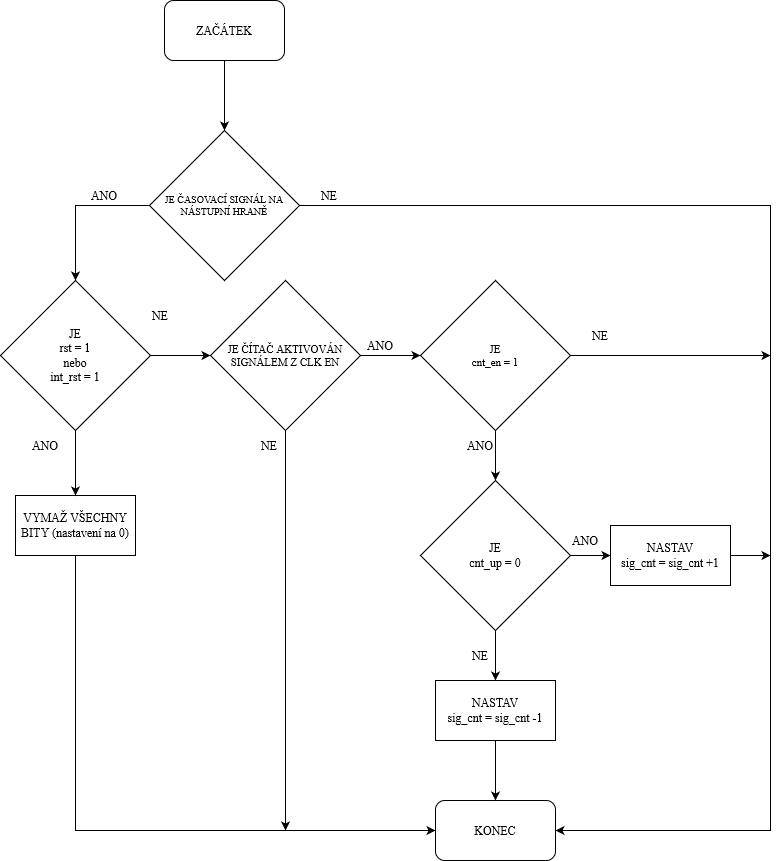 ZAČÁTEK
JE ČASOVACÍ SIGNÁL NA
NÁSTUPNÍ HRANĚ
ANO
NE
JE
rst = 1
nebo
int_rst = 1
NE
JE ČÍTAČ AKTIVOVÁN
SIGNÁLEM Z CLK EN
ANO
JE
cnt_en = 1
NE
ANO
NE
ANO
VYMAŽ VŠECHNY
BITY (nastavení na 0)
JE
cnt_up = 0
ANO
NASTAV
sig_cnt = sig_cnt +1
NE
NASTAV
sig_cnt = sig_cnt -1
KONEC